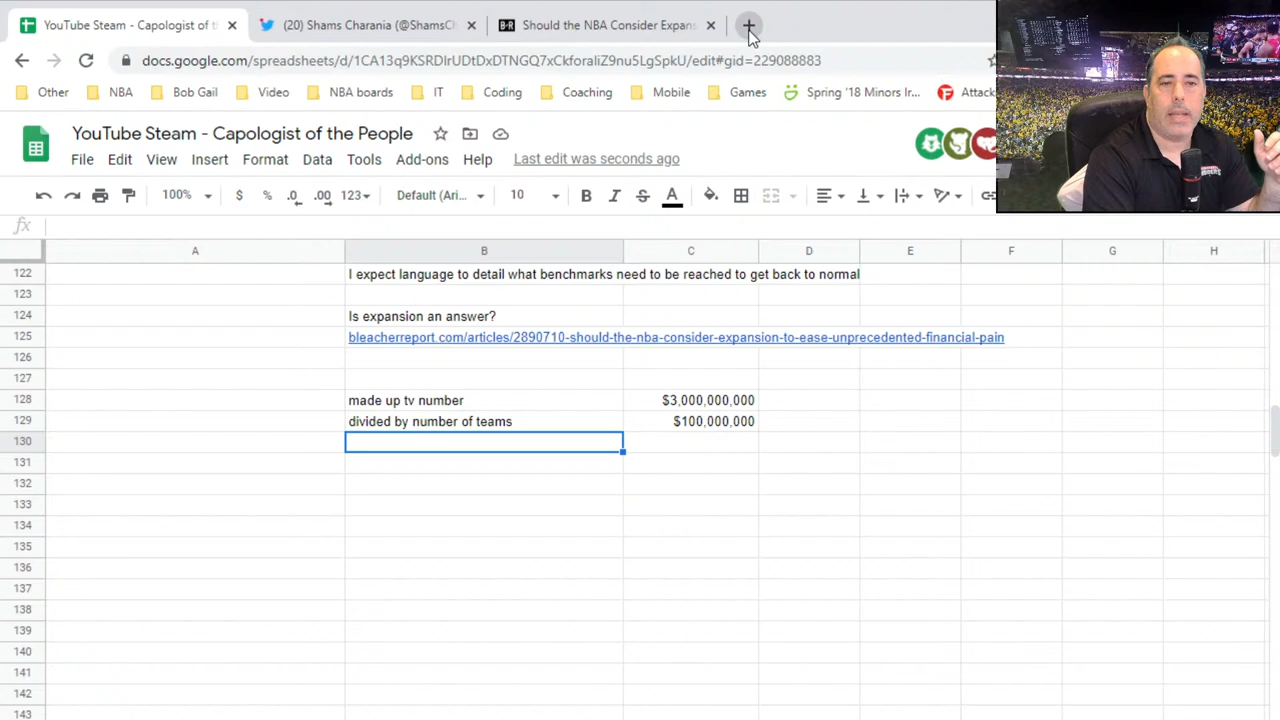 YouTube Steam - Capologist of t
(20) Shams Charania (@ShamsC
B·R Should the NBA Consider Expans
docs.google.com/spreadsheets/d/1CA13q9KSRDIrUDtDxDTNGQ7xCkforaIiZ9nu5LgSpkU/edit#gid=229088883
Other NBA Bob Gail Video NBA boards IT Coding Coaching Mobile Games Spring '18 Minors Ir... Attack
YouTube Steam - Capologist of the People
File Edit View Insert Format Data Tools Add-ons Help Last edit was seconds ago
100% $ % .0 .00 123 Default (Ari... 10 B I S A
fx
A B C D E F G H
122 I expect language to detail what benchmarks need to be reached to get back to normal
123
124 Is expansion an answer?
125 bleacherreport.com/articles/2890710-should-the-nba-consider-expansion-to-ease-unprecedented-financial-pain
126
127
128 made up tv number $3,000,000,000
129 divided by number of teams $100,000,000
130
131
132
133
134
135
136
137
138
139
140
141
142
143